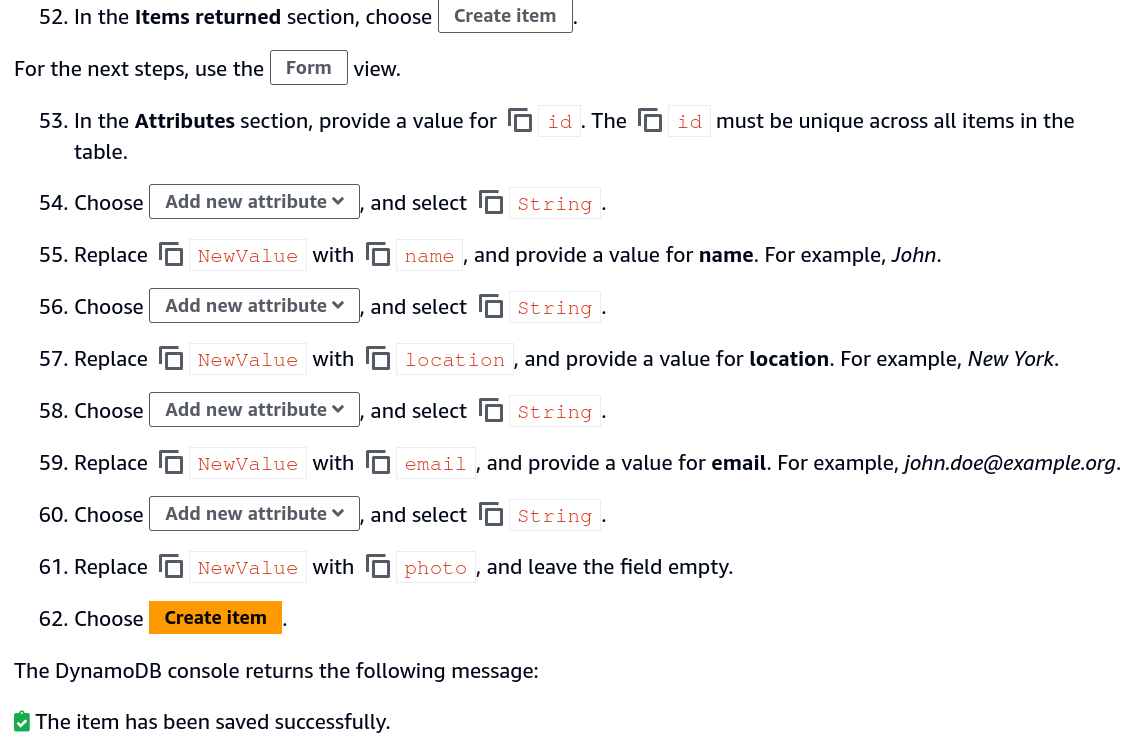 52. In the Items returned section, choose Create item.
For the next steps, use the Form view.
53. In the Attributes section, provide a value for id. The id must be unique across all items in the
table.
54. Choose Add new attribute, and select String.
55. Replace NewValue with name, and provide a value for name. For example, John.
56. Choose Add new attribute, and select String.
57. Replace NewValue with location, and provide a value for location. For example, New York.
58. Choose Add new attribute, and select String.
59. Replace NewValue with email, and provide a value for email. For example, john.doe@example.org.
60. Choose Add new attribute, and select String.
61. Replace NewValue with photo, and leave the field empty.
62. Choose Create item.
The DynamoDB console returns the following message:
The item has been saved successfully.